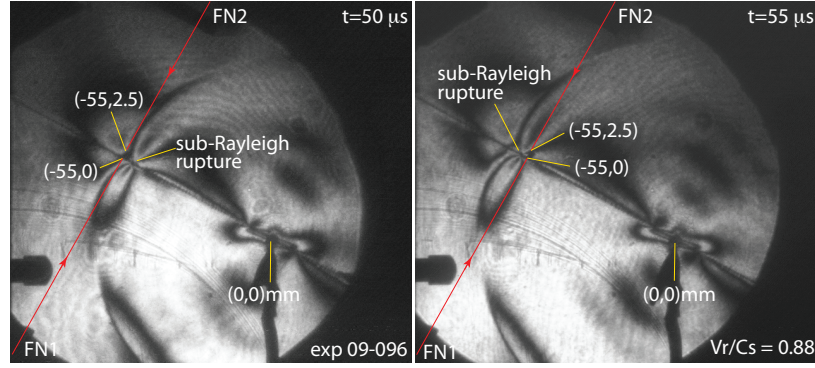 FN2
t=50 µs
(-55,2.5)
sub-Rayleigh
rupture
(-55,0)
(0,0)mm
FN1
exp 09-096
FN2
t=55 µs
sub-Rayleigh
rupture
(-55,2.5)
(-55,0)
(0,0)mm
FN1
Vr/Cs = 0.88